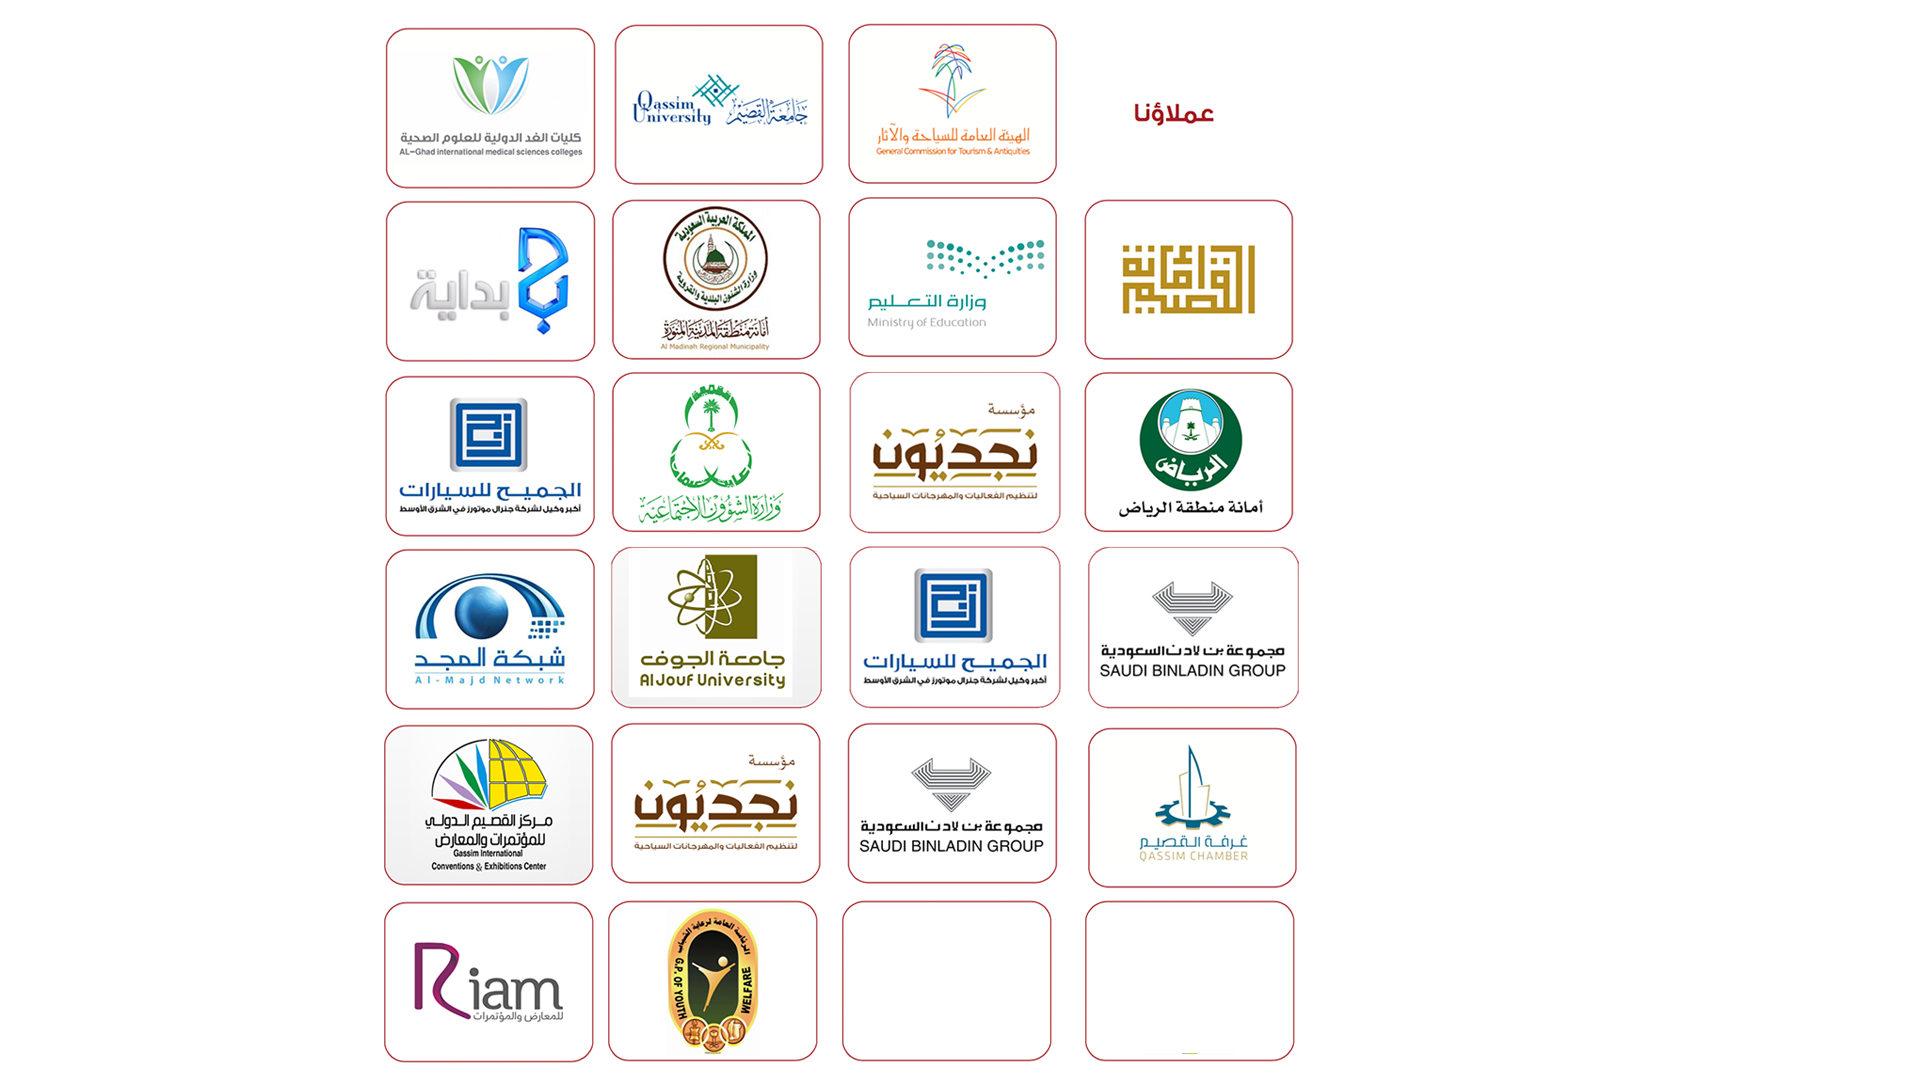 عملاؤنا
الهيئة العامة للسياحة والآثار
General Commission for Tourism & Antiquities
Qassim
University
جامعة القصيم
كليات الغد الدولية للعلوم الصحية
AL-Ghad international medical sciences colleges
أمانة
القصيم
وزارة التعليم
Ministry of Education
المملكة العربية السعودية
وزارة الشئون البلدية والقروية
أمانة منطقة المدينة المنورة
Al Madinah Regional Municipality
بداية
الرياض
أمانة منطقة الرياض
مؤسسة
نجديون
لتنظيم الفعاليات والمهرجانات السياحية
وزارة الشؤون الاجتماعية
الجميح للسيارات
أكبر وكيل لشركة جنرال موتورز في الشرق الأوسط
مجموعة بن لادن السعودية
SAUDI BINLADIN GROUP
الجميح للسيارات
أكبر وكيل لشركة جنرال موتورز في الشرق الأوسط
جامعة الجوف
AlJouf University
شبكة المجد
Al-Majd Network
غرفة القصيم
QASSIM CHAMBER
مجموعة بن لادن السعودية
SAUDI BINLADIN GROUP
مؤسسة
نجديون
لتنظيم الفعاليات والمهرجانات السياحية
مركز القصيم الدولي
للمؤتمرات والمعارض
Gassim International
Conventions & Exhibitions Center
الرئاسة العامة لرعاية الشباب
G.P. OF YOUTH WELFARE
Riam
للمعارض والمؤتمرات